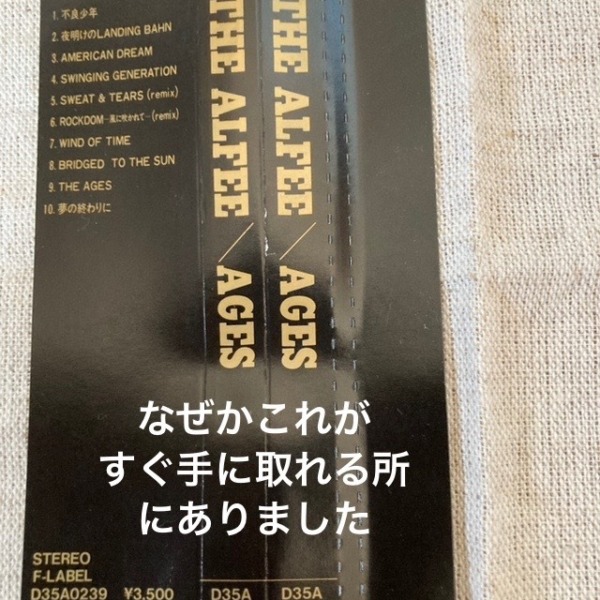 1. 不良少年
2. 夜明けのLANDING BAHN
3. AMERICAN DREAM
4. SWINGING GENERATION
5. SWEAT & TEARS (remix)
6. ROCKDOM-風に吹かれて-(remix)
7. WIND OF TIME
8. BRIDGED TO THE SUN
9. THE AGES
10. 夢の終わりに
THE ALFEE / AGES
THE ALFEE / AGES
なぜかこれが
すぐ手に取れる所
にありました
STEREO
F-LABEL
D35A0239 ¥3,500
D35A
D35A